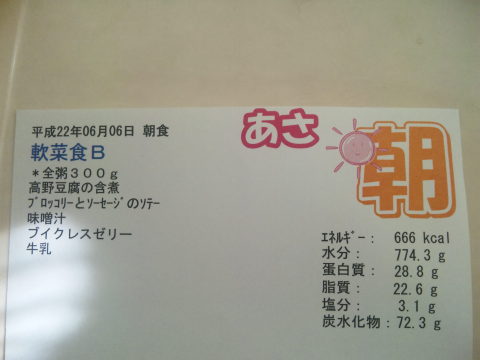 平成22年06月06日 朝食
あさ
朝
軟菜食B
*全粥300g
高野豆腐の含煮
ブロッコリーとソーセージのソテー
味噌汁
ブイクレスゼリー
牛乳
エネルギー: 666 kcal
水分: 774.3 g
蛋白質: 28.8 g
脂質: 22.6 g
塩分: 3.1 g
炭水化物:72.3 g